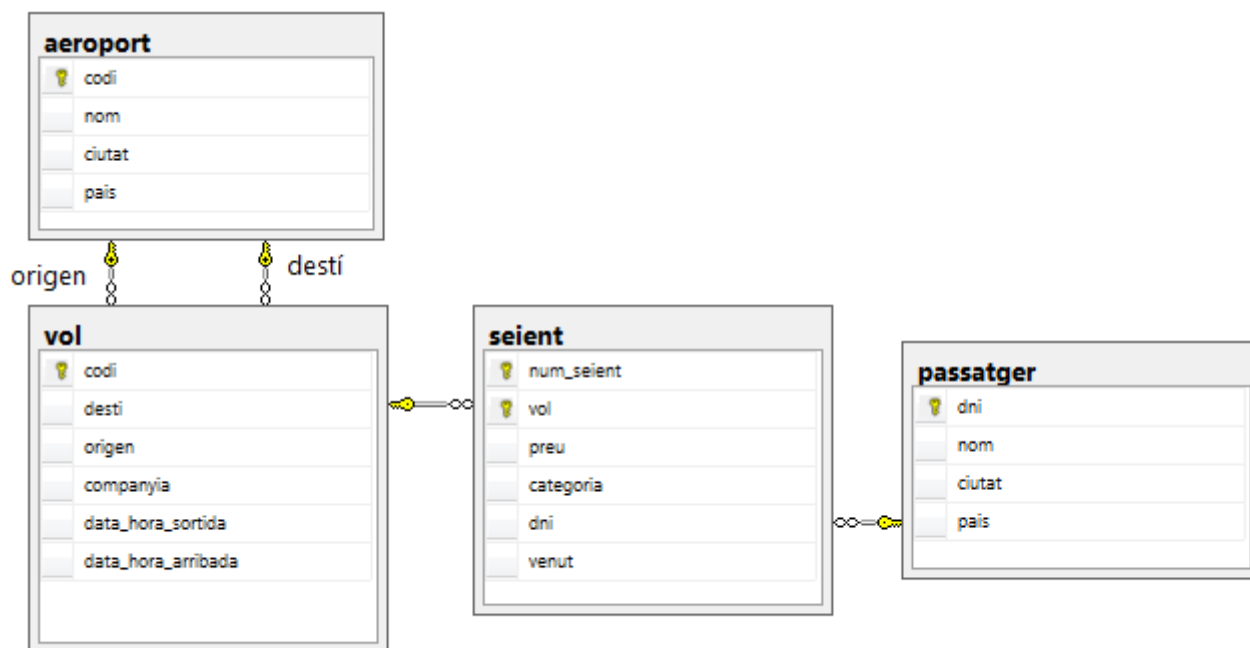 aeroport
codi
nom
ciutat
pais
origen
destí
vol
codi
desti
origen
companyia
data_hora_sortida
data_hora_arribada
seient
num_seient
vol
preu
categoria
dni
venut
passatger
dni
nom
ciutat
pais